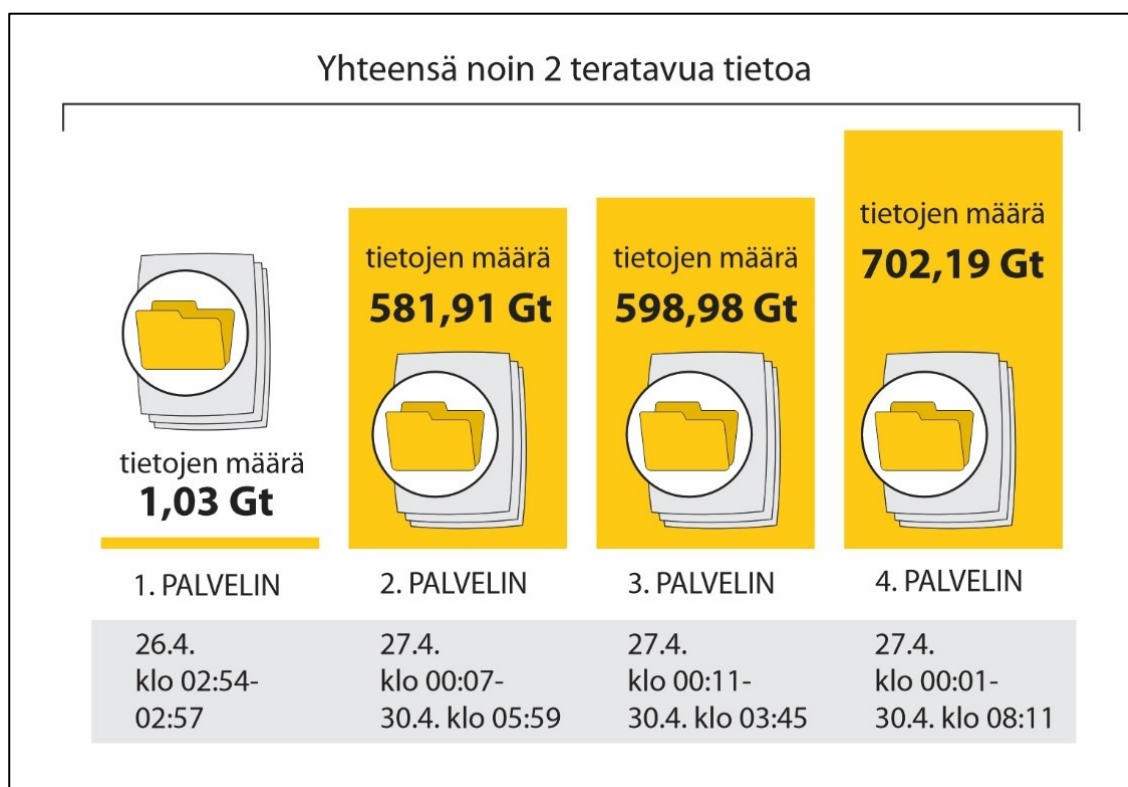 Yhteensä noin 2 teratavua tietoa
tietojen määrä
1,03 Gt
tietojen määrä
581,91 Gt
tietojen määrä
598,98 Gt
tietojen määrä
702,19 Gt
1. PALVELIN
2. PALVELIN
3. PALVELIN
4. PALVELIN
26.4.
klo 02:54-
02:57
27.4.
klo 00:07-
30.4. klo 05:59
27.4.
klo 00:11-
30.4. klo 03:45
27.4.
klo 00:01-
30.4. klo 08:11